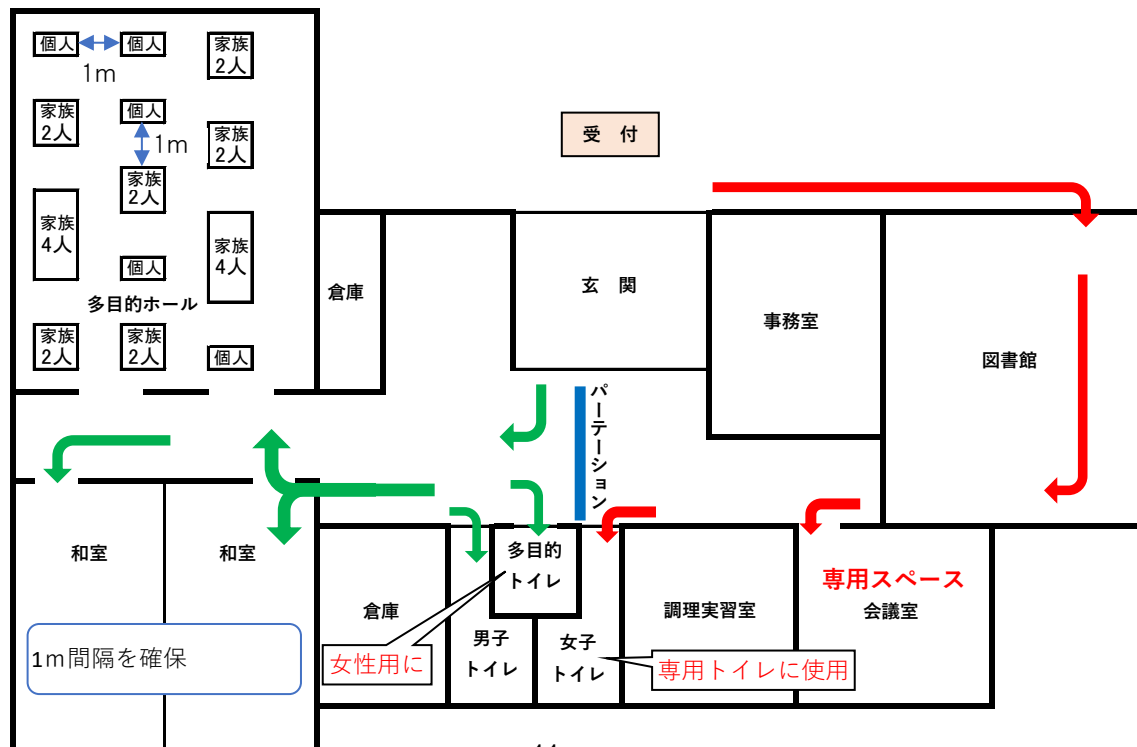 個人
個人
家族
2人
1m
家族
2人
個人
家族
2人
1m
家族
2人
家族
4人
家族
4人
個人
多目的ホール
家族
2人
家族
2人
個人
受　付
倉庫
玄　関
事務室
図書館
パーテーション
和室
和室
多目的
トイレ
専用スペース
会議室
倉庫
調理実習室
男子
トイレ
女子
トイレ
1ｍ間隔を確保
女性用に
専用トイレに使用